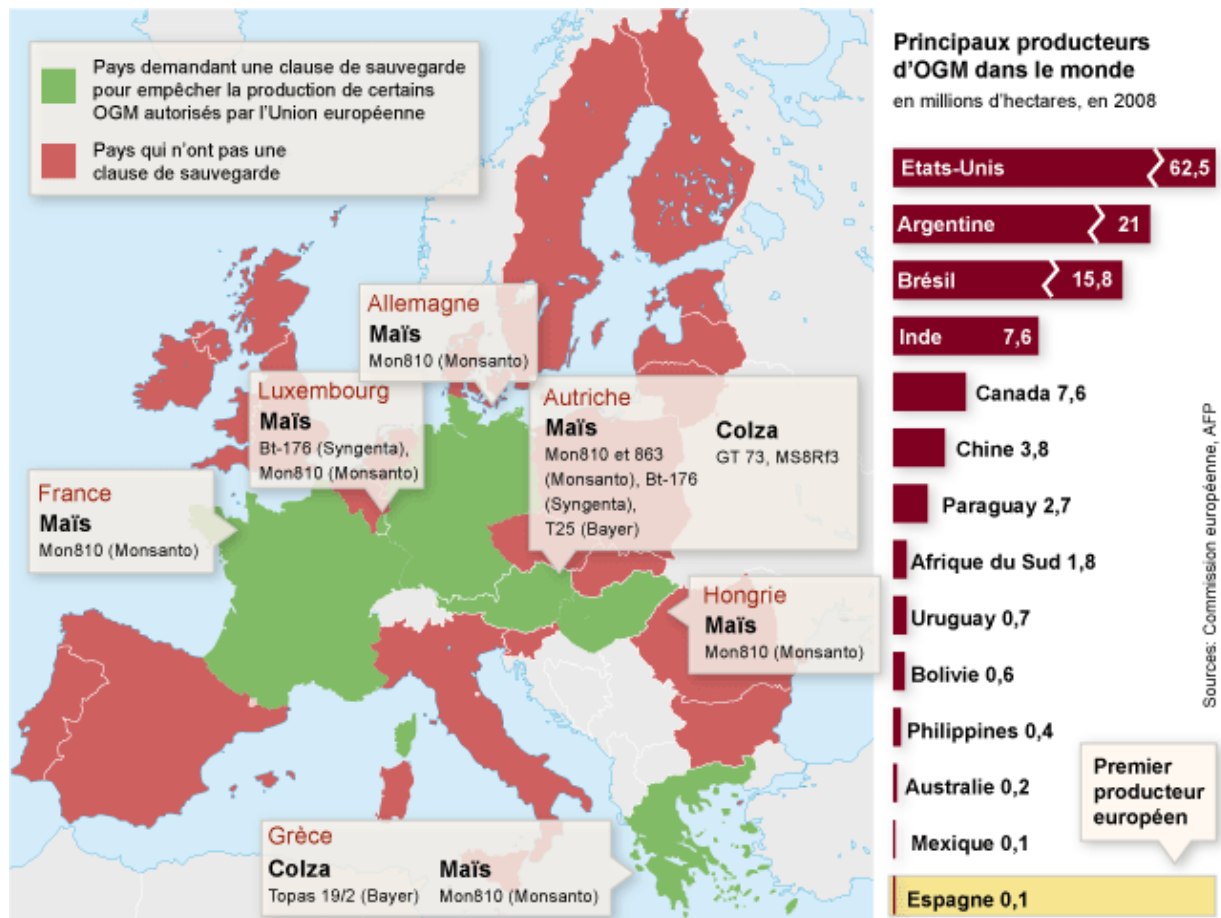 Pays demandant une clause de sauvegarde
pour empêcher la production de certains
OGM autorisés par l'Union européenne
Pays qui n'ont pas une
clause de sauvegarde
Allemagne
Maïs
Mon810 (Monsanto)
Luxembourg
Maïs
Bt-176 (Syngenta),
Mon810 (Monsanto)
Autriche
Maïs
Mon810 et 863
(Monsanto), Bt-176
(Syngenta),
T25 (Bayer)
Colza
GT 73, MS8Rf3
France
Maïs
Mon810 (Monsanto)
Hongrie
Maïs
Mon810 (Monsanto)
Grèce
Colza
Topas 19/2 (Bayer)
Maïs
Mon810 (Monsanto)
Principaux producteurs
d'OGM dans le monde
en millions d'hectares, en 2008
Etats-Unis 62,5
Argentine 21
Brésil 15,8
Inde 7,6
Canada 7,6
Chine 3,8
Paraguay 2,7
Afrique du Sud 1,8
Uruguay 0,7
Bolivie 0,6
Philippines 0,4
Australie 0,2
Mexique 0,1
Premier
producteur
européen
Espagne 0,1
Sources: Commission européenne, AFP